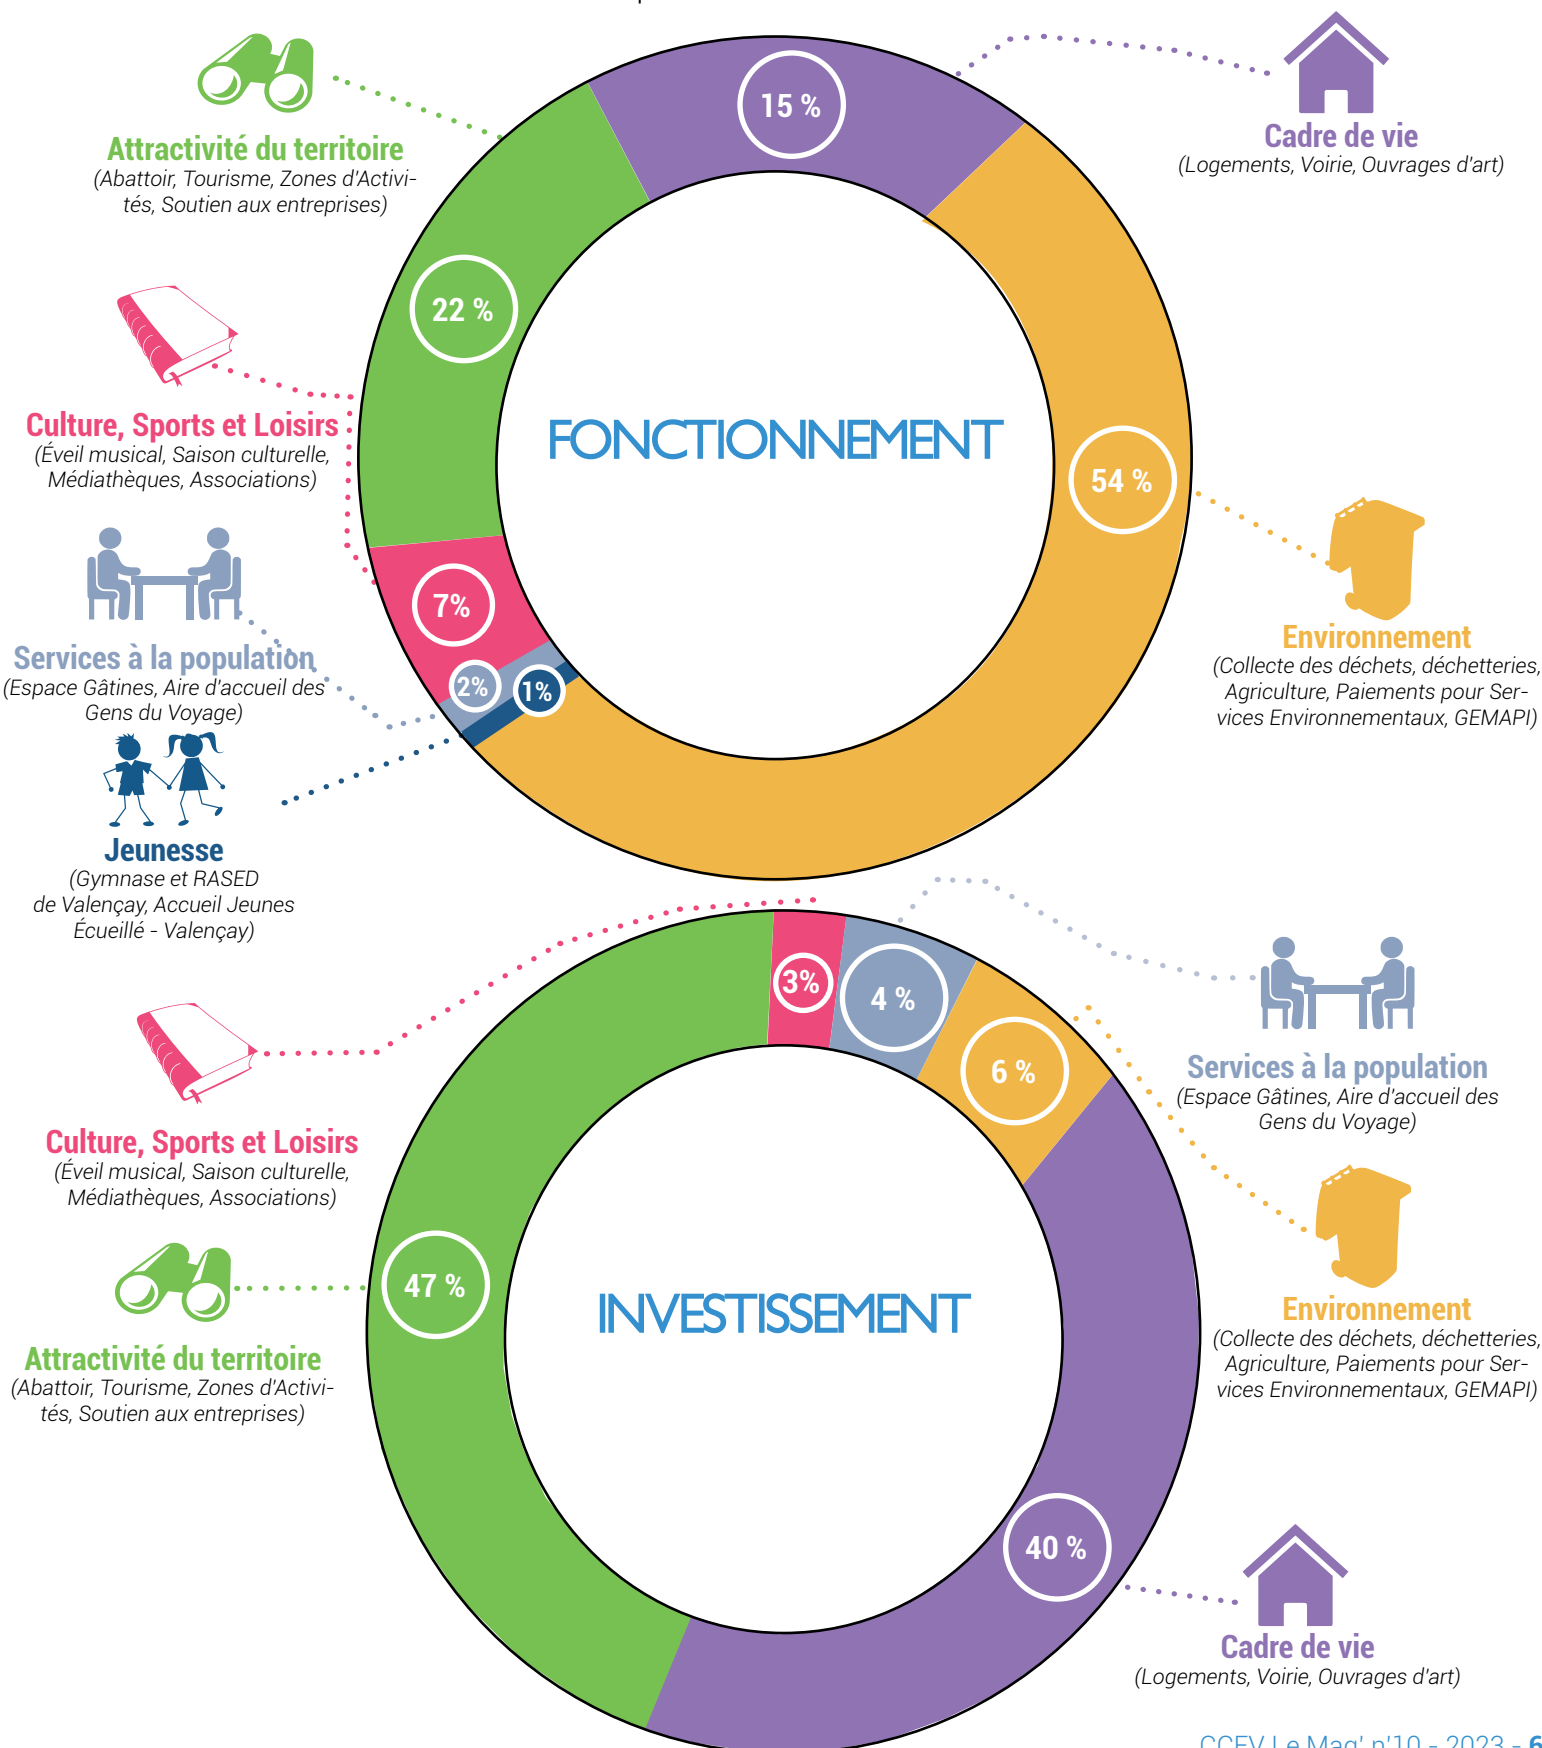 15 %
Cadre de vie
(Logements, Voirie, Ouvrages d'art)
Attractivité du territoire
(Abattoir, Tourisme, Zones d'Activi-
tés, Soutien aux entreprises)
22 %
Culture, Sports et Loisirs
(Éveil musical, Saison culturelle,
Médiathèques, Associations)
FONCTIONNEMENT
54 %
Environnement
(Collecte des déchets, déchetteries,
Agriculture, Paiements pour Ser-
vices Environnementaux, GEMAPI)
7%
Services à la population
(Espace Gâtines, Aire d'accueil des
Gens du Voyage)
2%
1%
Jeunesse
(Gymnase et RASED
de Valençay, Accueil Jeunes
Écueillé - Valençay)
3%
4 %
6 %
Services à la population
(Espace Gâtines, Aire d'accueil des
Gens du Voyage)
Culture, Sports et Loisirs
(Éveil musical, Saison culturelle,
Médiathèques, Associations)
47 %
INVESTISSEMENT
Environnement
(Collecte des déchets, déchetteries,
Agriculture, Paiements pour Ser-
vices Environnementaux, GEMAPI)
Attractivité du territoire
(Abattoir, Tourisme, Zones d'Activi-
tés, Soutien aux entreprises)
40 %
Cadre de vie
(Logements, Voirie, Ouvrages d'art)
CCEV Le Mag' n'10 - 2023 - 6